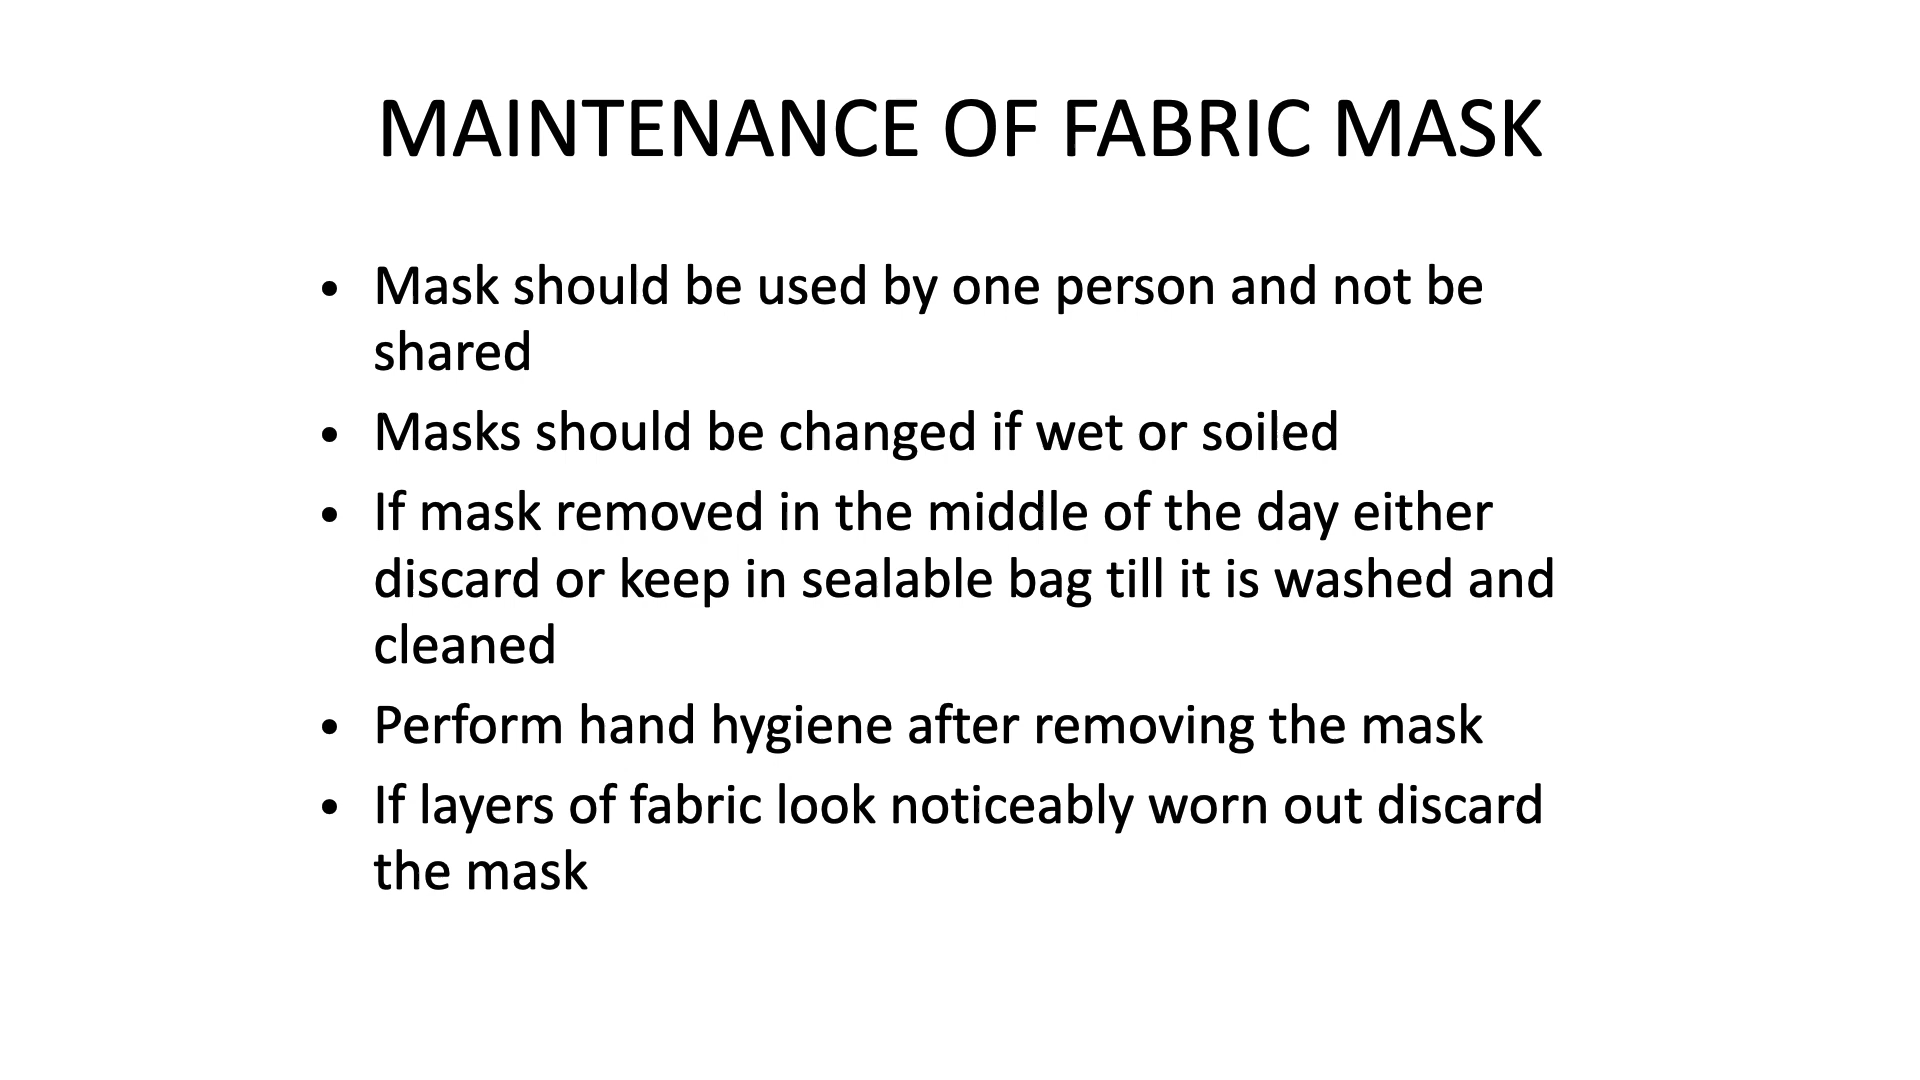 MAINTENANCE OF FABRIC MASK
• Mask should be used by one person and not be
shared
• Masks should be changed if wet or soiled
• If mask removed in the middle of the day either
discard or keep in sealable bag till it is washed and
cleaned
• Perform hand hygiene after removing the mask
• If layers of fabric look noticeably worn out discard
the mask